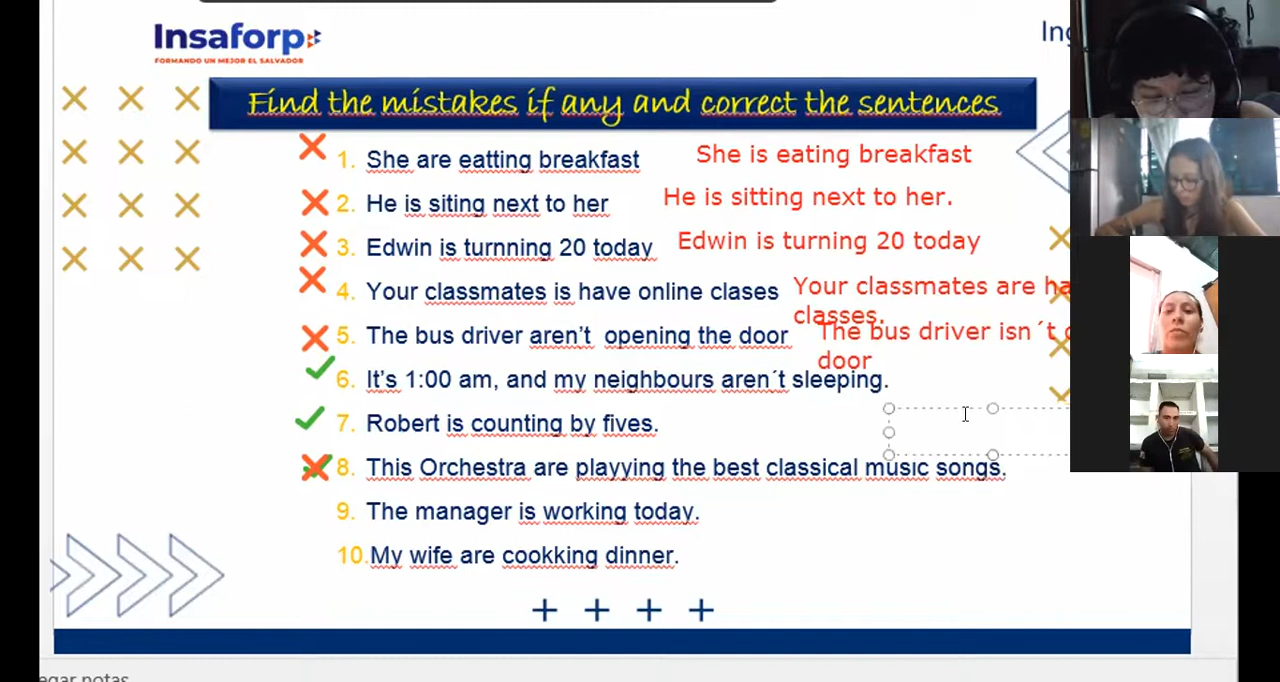 Insaforp
FORMANDO UN MEJOR EL SALVADOR
Find the mistakes if any and correct the sentences
1. She are eatting breakfast She is eating breakfast
2. He is siting next to her He is sitting next to her.
3. Edwin is turnning 20 today Edwin is turning 20 today
4. Your classmates is have online clases Your classmates are
classes.
5. The bus driver aren't opening the door The bus driver isn´t
door
6. It's 1:00 am, and my neighbours aren´t sleeping.
7. Robert is counting by fives.
8. This Orchestra are playying the best classical music songs.
9. The manager is working today.
10. My wife are cookking dinner.
notas